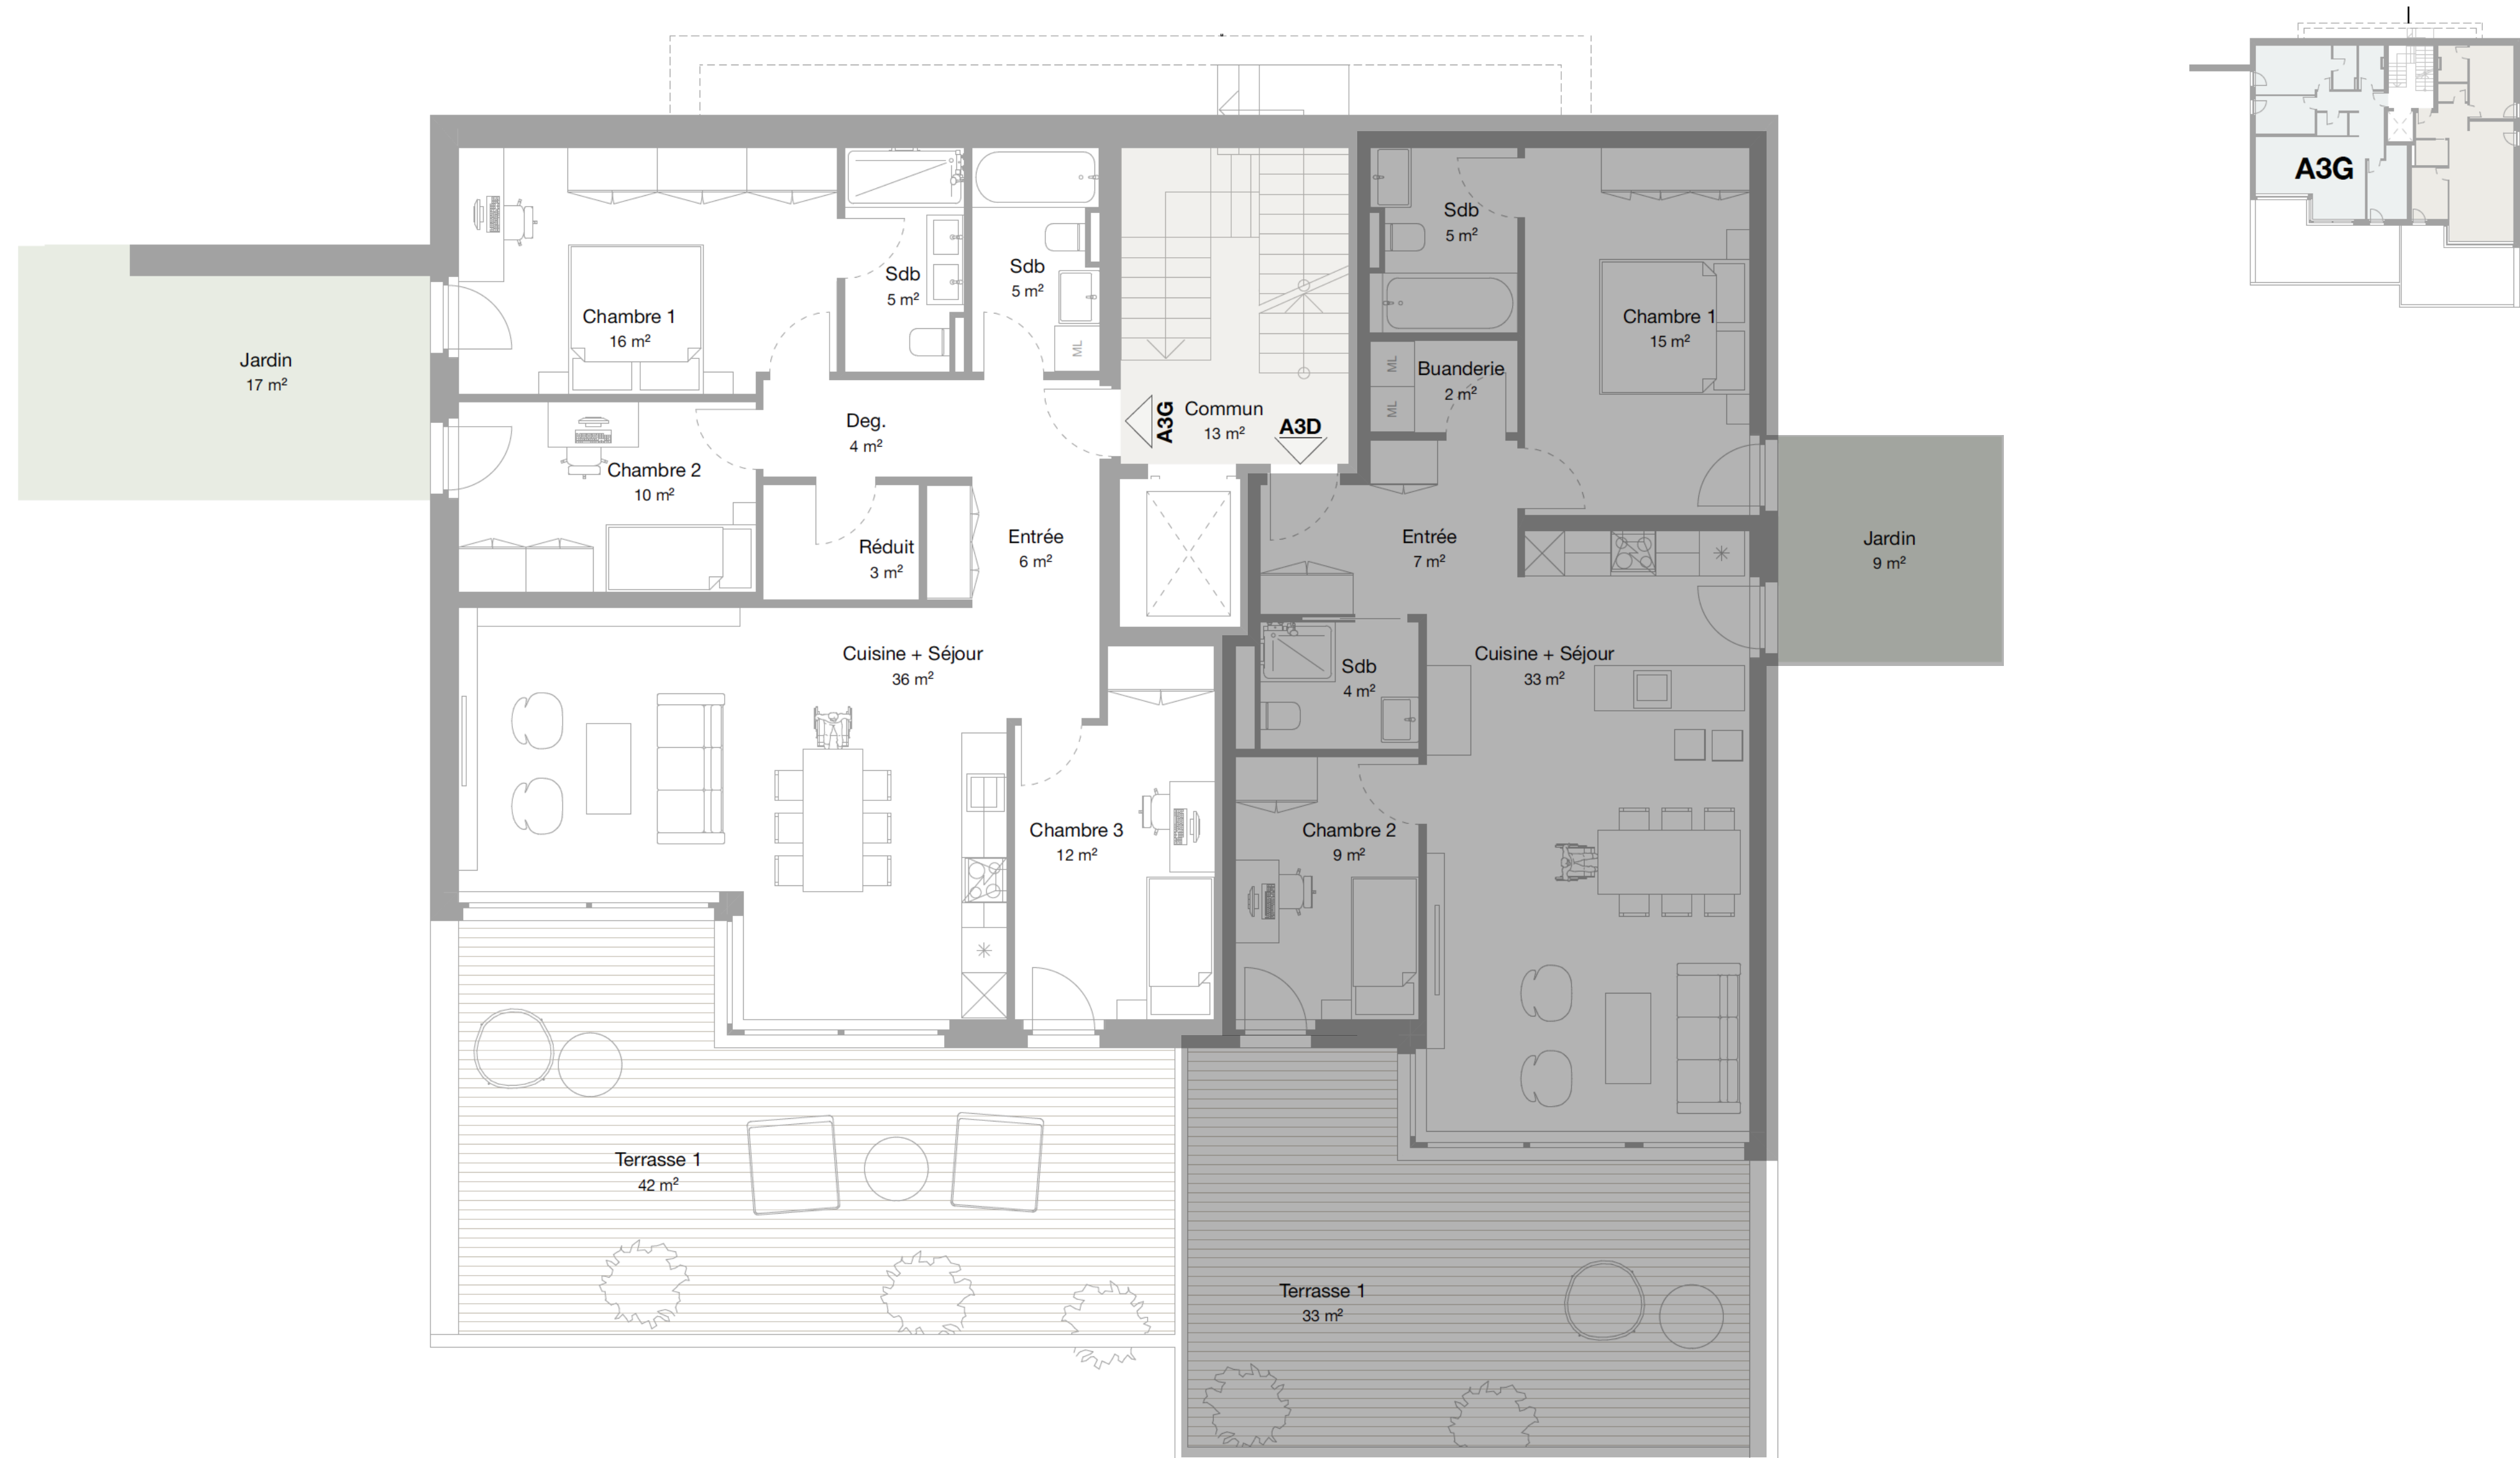 A3G
Sdb
5 m²
Sdb
5 m²
Sdb
5 m²
Chambre 1
16 m²
Chambre 1
15 m²
Jardin
17 m²
ML
ML
Buanderie
2 m²
ML
Deg.
4 m²
A3G
Commun
13 m²
A3D
Chambre 2
10 m²
Réduit
3 m²
Entrée
6 m²
Entrée
7 m²
Jardin
9 m²
Cuisine + Séjour
36 m²
Sdb
4 m²
Cuisine + Séjour
33 m²
Chambre 3
12 m²
Chambre 2
9 m²
Terrasse 1
42 m²
Terrasse 1
33 m²